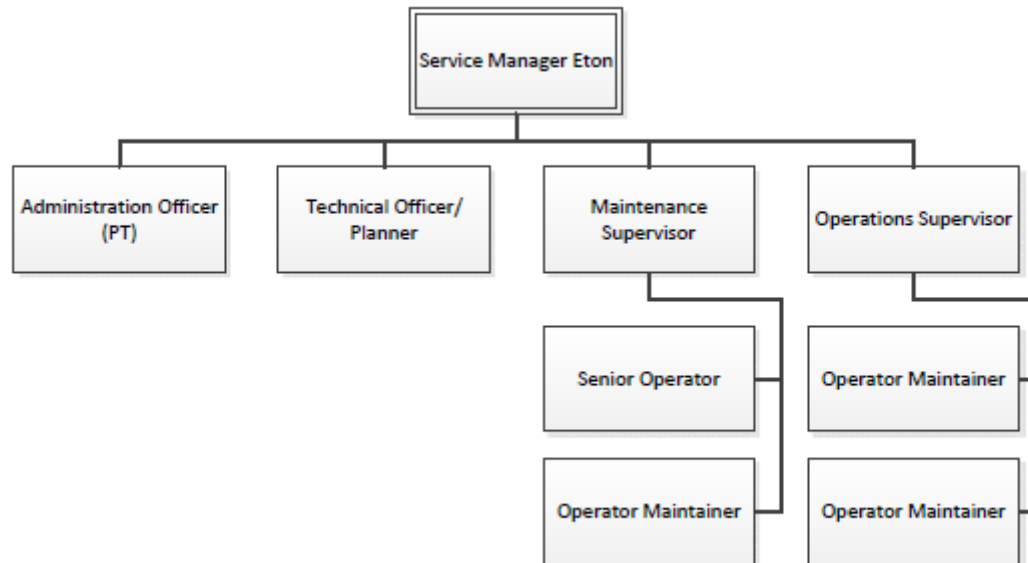 Service Manager Eton
Administration Officer
(PT)
Technical Officer/
Planner
Maintenance
Supervisor
Operations Supervisor
Senior Operator
Operator Maintainer
Operator Maintainer
Operator Maintainer